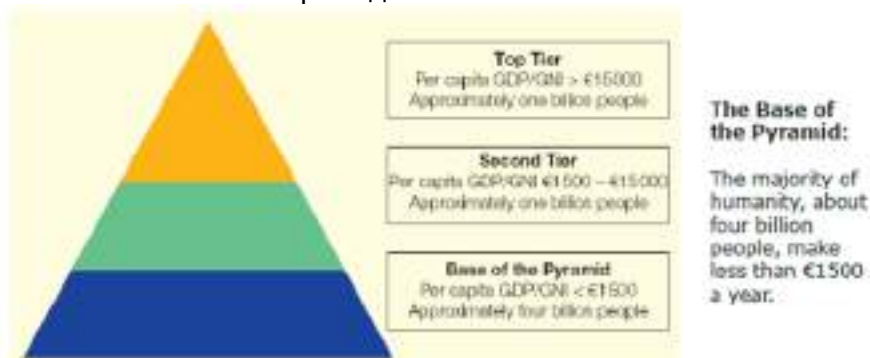 Top Tier
Per capita GDP/GNI > €15000
Approximately one billion people
Second Tier
Per capita GDP/GNI €1500 – €15000
Approximately one billion people
Base of the Pyramid
Per capita GDP/GNI < €1500
Approximately four billion people
The Base of
the Pyramid:
The majority of
humanity, about
four billion
people, make
less than €1500
a year.